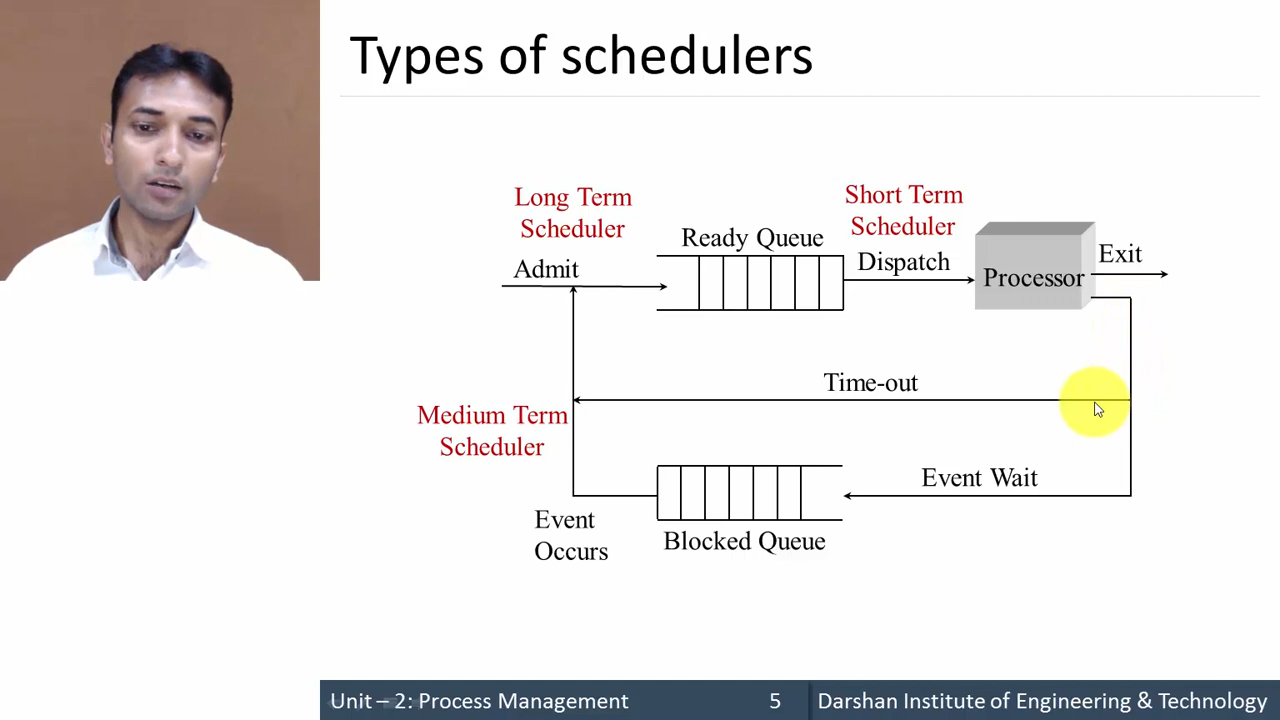 Types of schedulers
Long Term
Scheduler
Short Term
Scheduler
Ready Queue
Admit
Dispatch
Processor
Exit
Time-out
Medium Term
Scheduler
Event Wait
Event
Occurs
Blocked Queue
Unit – 2: Process Management
5
Darshan Institute of Engineering & Technology